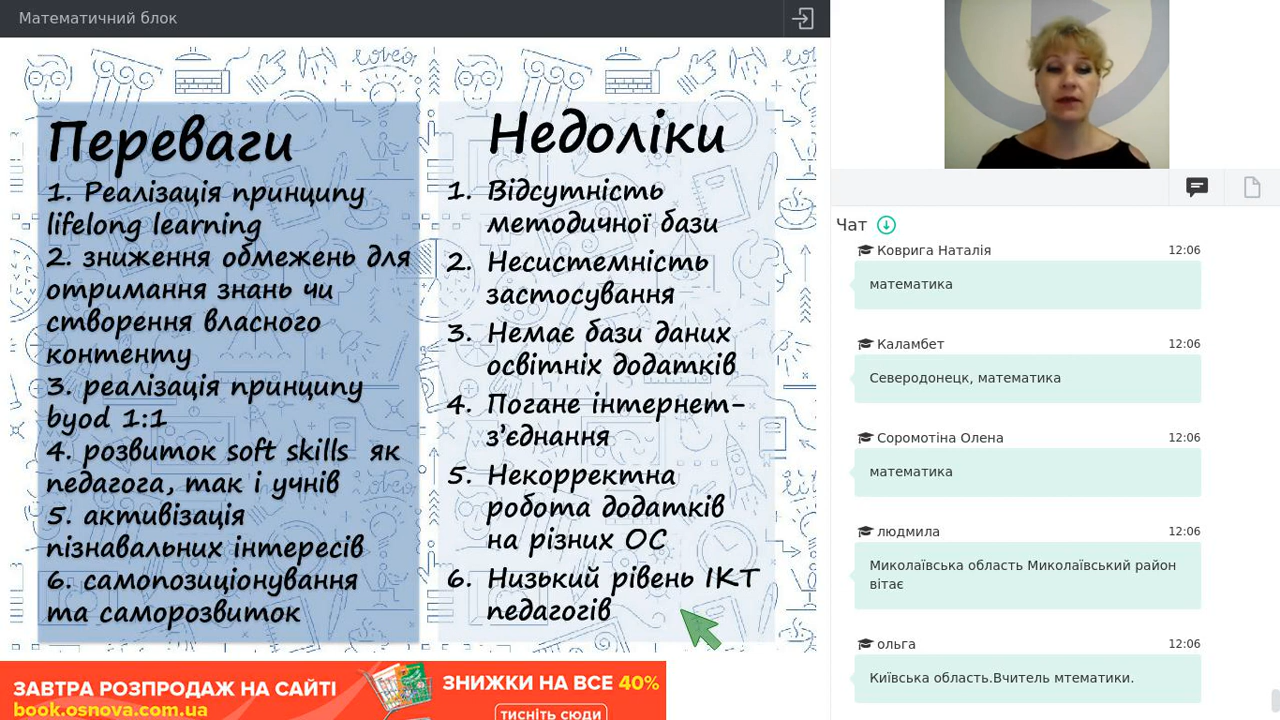 Математичний блок
Переваги
1. Реалізація принципу
lifelong learning
2. зниження обмежень для
отримання знань чи
створення власного
контенту
3. реалізація принципу
byod 1:1
4. розвиток soft skills як
педагога, так і учнів
5. активізація
пізнавальних інтересів
6. самопозиціонування
та саморозвиток
Недоліки
1. Відсутність
методичної бази
2. Несистемність
застосування
3. Немає бази даних
освітніх додатків
4. Погане інтернет-
з’єднання
5. Некорректна
робота додатків
на різних ОС
6. Низький рівень ІКТ
педагогів
ЗАВТРА РОЗПРОДАЖ НА САЙТІ
book.osnova.com.ua
ЗНИЖКИ НА ВСЕ 40%
тисніть сюди
Чат
Коврига Наталія 12:06
математика
Каламбет 12:06
Северодонецк, математика
Соромотіна Олена 12:06
математика
людмила 12:06
Миколаївська область Миколаївський район
вітає
ольга 12:06
Київська область.Вчитель мтематики.